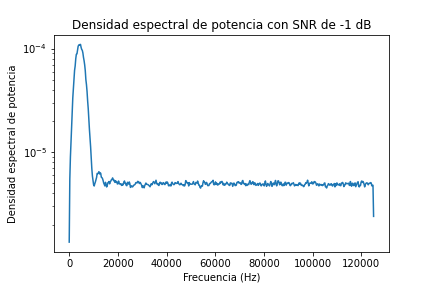 Densidad espectral de potencia con SNR de -1 dB
Densidad espectral de potencia
10⁻⁴
10⁻⁵
0 20000 40000 60000 80000 100000 120000
Frecuencia (Hz)